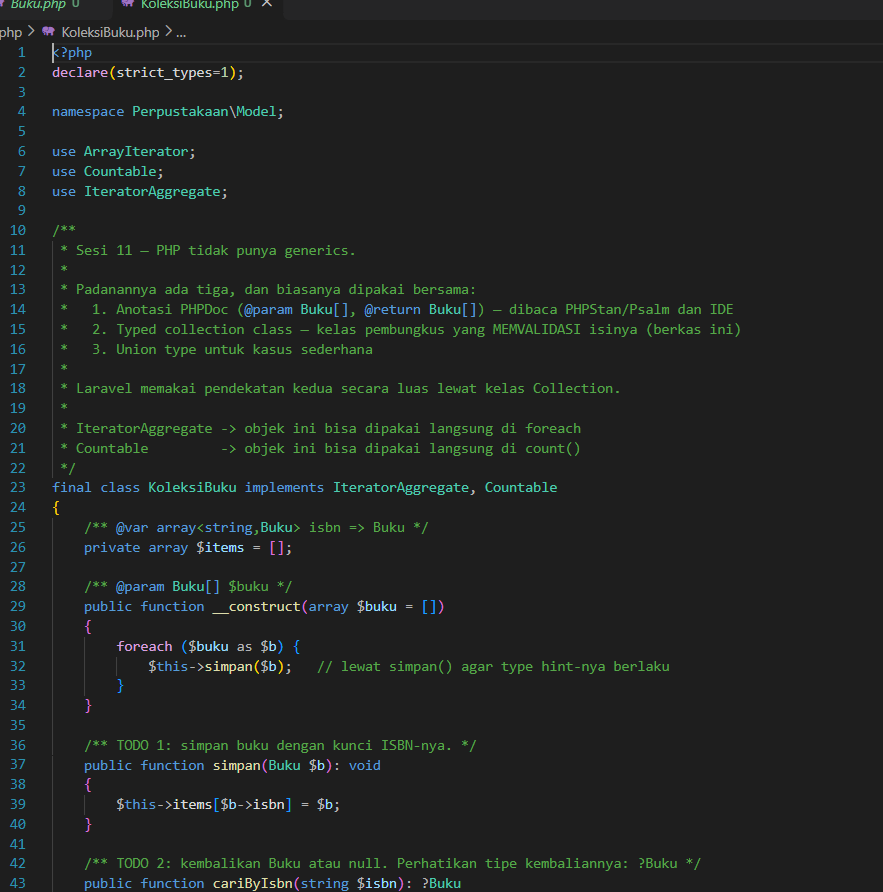 Buku.php U KoleksiBuku.php U ×
php > KoleksiBuku.php > ...
1 <?php
2 declare(strict_types=1);
3
4 namespace Perpustakaan\Model;
5
6 use ArrayIterator;
7 use Countable;
8 use IteratorAggregate;
9
10 /**
11  * Sesi 11 — PHP tidak punya generics.
12  *
13  * Padanannya ada tiga, dan biasanya dipakai bersama:
14  *   1. Anotasi PHPDoc (@param Buku[], @return Buku[]) — dibaca PHPStan/Psalm dan IDE
15  *   2. Typed collection class — kelas pembungkus yang MEMVALIDASI isinya (berkas ini)
16  *   3. Union type untuk kasus sederhana
17  *
18  * Laravel memakai pendekatan kedua secara luas lewat kelas Collection.
19  *
20  * IteratorAggregate -> objek ini bisa dipakai langsung di foreach
21  * Countable         -> objek ini bisa dipakai langsung di count()
22  */
23 final class KoleksiBuku implements IteratorAggregate, Countable
24 {
25     /** @var array<string,Buku> isbn => Buku */
26     private array $items = [];
27
28     /** @param Buku[] $buku */
29     public function __construct(array $buku = [])
30     {
31         foreach ($buku as $b) {
32             $this->simpan($b);   // lewat simpan() agar type hint-nya berlaku
33         }
34     }
35
36     /** TODO 1: simpan buku dengan kunci ISBN-nya. */
37     public function simpan(Buku $b): void
38     {
39         $this->items[$b->isbn] = $b;
40     }
41
42     /** TODO 2: kembalikan Buku atau null. Perhatikan tipe kembaliannya: ?Buku */
43     public function cariByIsbn(string $isbn): ?Buku